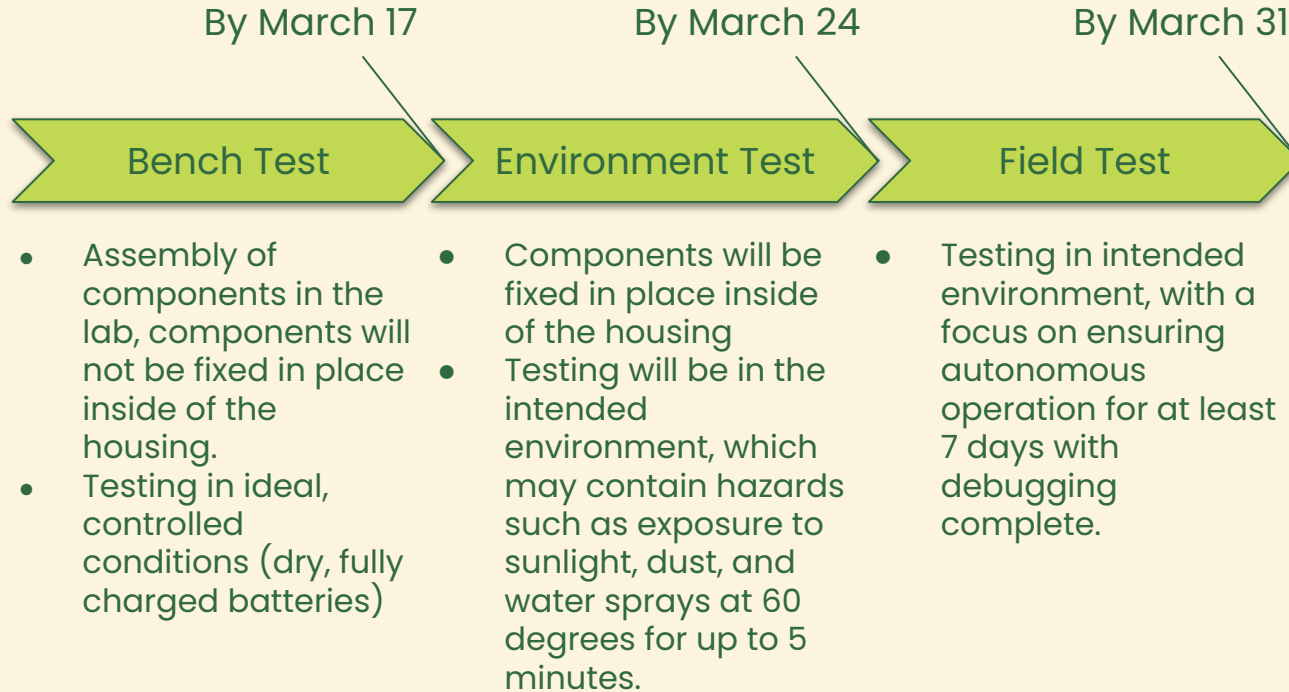 By March 17
By March 24
By March 31
Bench Test
Environment Test
Field Test
● Assembly of
components in the
lab, components will
not be fixed in place
inside of the
housing.
● Testing in ideal,
controlled
conditions (dry, fully
charged batteries)
● Components will be
fixed in place inside
of the housing
● Testing will be in the
intended
environment, which
may contain hazards
such as exposure to
sunlight, dust, and
water sprays at 60
degrees for up to 5
minutes.
● Testing in intended
environment, with a
focus on ensuring
autonomous
operation for at least
7 days with
debugging
complete.